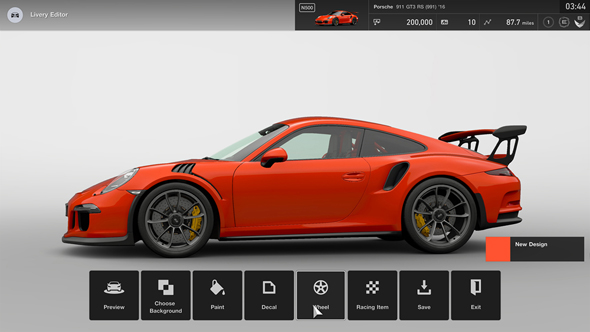 Livery Editor
N500
Porsche 911 GT3 RS (991) '16
03:44
200,000
10
87.7 miles
1
New Design
Preview
Choose
Background
Paint
Decal
Wheel
Racing Item
Save
Exit